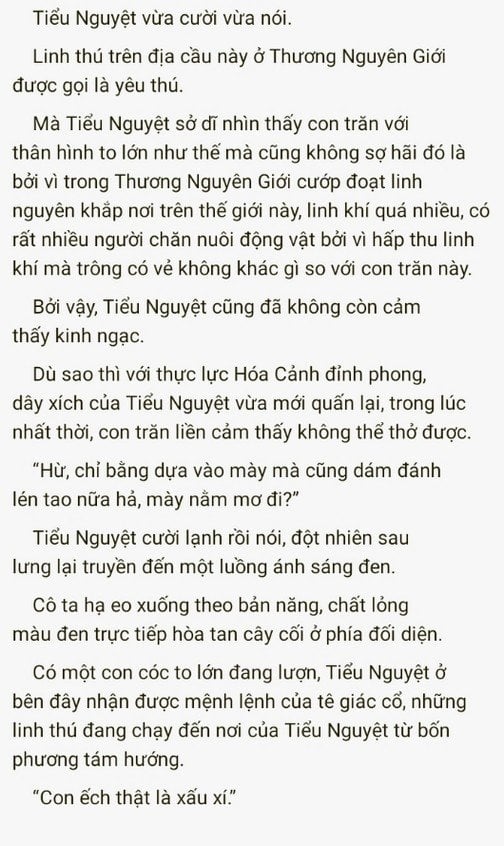 Tiểu Nguyệt vừa cười vừa nói.
Linh thú trên địa cầu này ở Thương Nguyên Giới
được gọi là yêu thú.
Mà Tiểu Nguyệt sở dĩ nhìn thấy con trăn với
thân hình to lớn như thế mà cũng không sợ hãi đó là
bởi vì trong Thương Nguyên Giới cướp đoạt linh
nguyên khắp nơi trên thế giới này, linh khí quá nhiều, có
rất nhiều người chăn nuôi động vật bởi vì hấp thu linh
khí mà trông có vẻ không khác gì so với con trăn này.
Bởi vậy, Tiểu Nguyệt cũng đã không còn cảm
thấy kinh ngạc.
Dù sao thì với thực lực Hóa Cảnh đỉnh phong,
dây xích của Tiểu Nguyệt vừa mới quấn lại, trong lúc
nhất thời, con trăn liền cảm thấy không thể thở được.
“Hừ, chỉ bằng dựa vào mày mà cũng dám đánh
lén tao nữa hả, mày nằm mơ đi?”
Tiểu Nguyệt cười lạnh rồi nói, đột nhiên sau
lưng lại truyền đến một luồng ánh sáng đen.
Cô ta hạ eo xuống theo bản năng, chất lỏng
màu đen trực tiếp hòa tan cây cối ở phía đối diện.
Có một con cóc to lớn đang lượn, Tiểu Nguyệt ở
bên đây nhận được mệnh lệnh của tê giác cổ, những
linh thú đang chạy đến nơi của Tiểu Nguyệt từ bốn
phương tám hướng.
“Con ếch thật là xấu xí.”